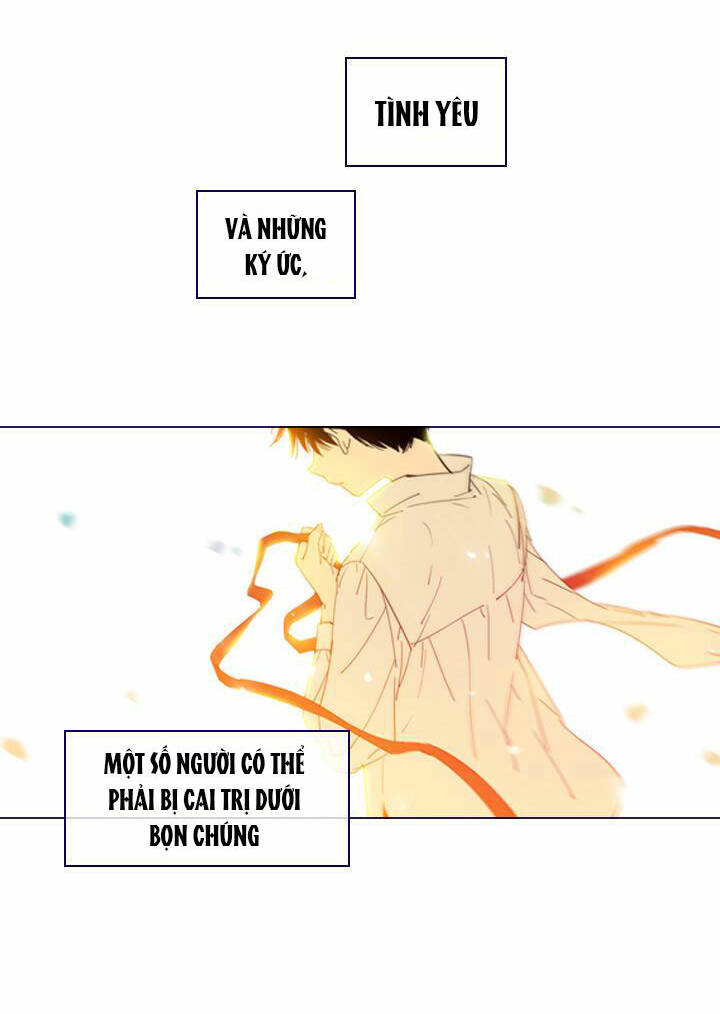 TÌNH YÊU
VÀ NHỮNG
KÝ ỨC,
MỘT SỐ NGƯỜI CÓ THỂ
PHẢI BỊ CAI TRỊ DƯỚI
BỌN CHÚNG